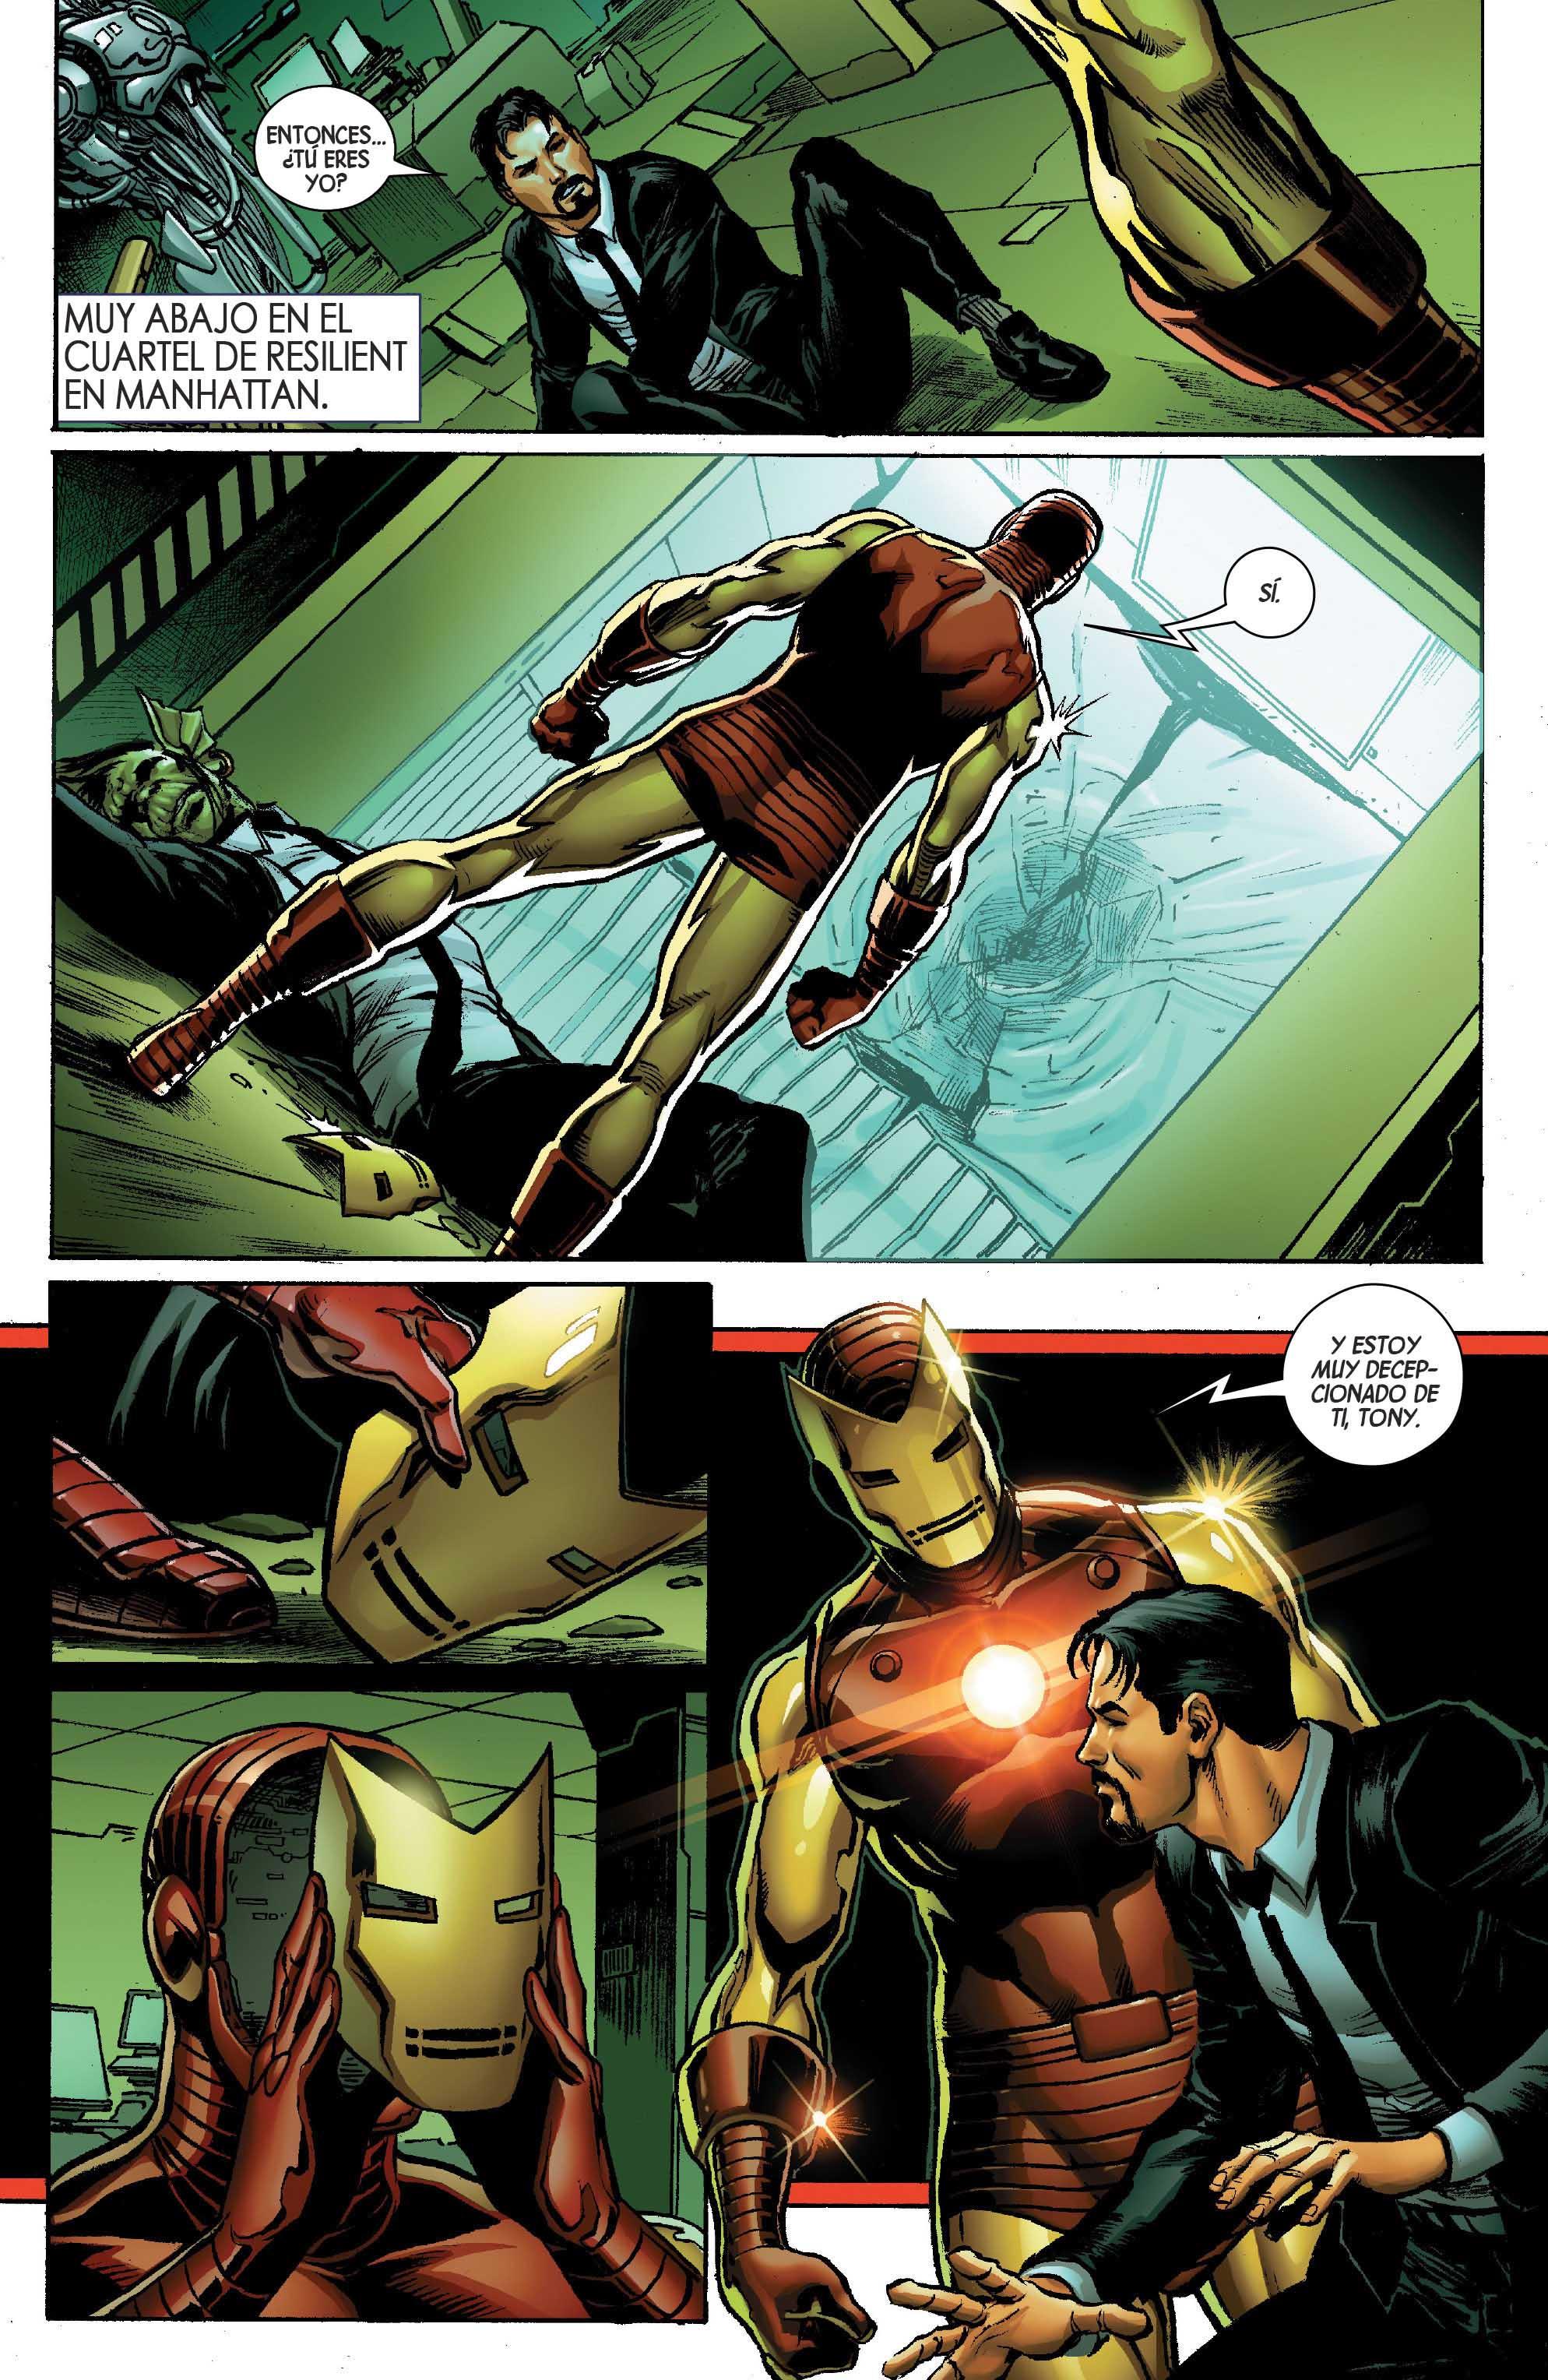 ENTONCES...
¿TÚ ERES
YO?
MUY ABAJO EN EL
CUARTEL DE RESILIENT
EN MANHATTAN.
SÍ.
Y ESTOY
MUY DECEP-
CIONADO DE
TI, TONY.